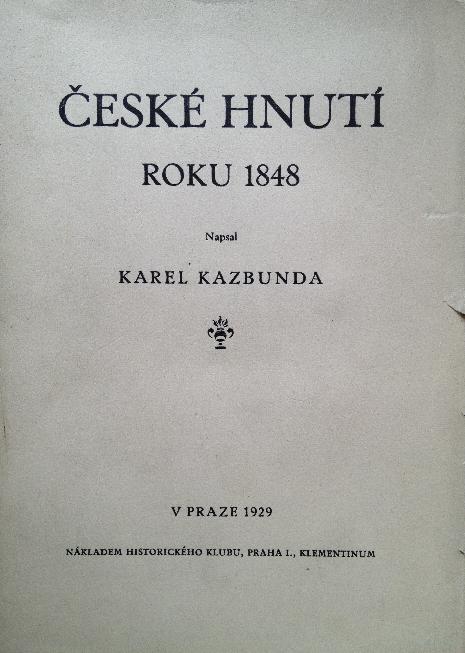 ČESKÉ HNUTÍ
ROKU 1848
Napsal
KAREL KAZBUNDA
V PRAZE 1929
NÁKLADEM HISTORICKÉHO KLUBU, PRAHA I., KLEMENTINUM